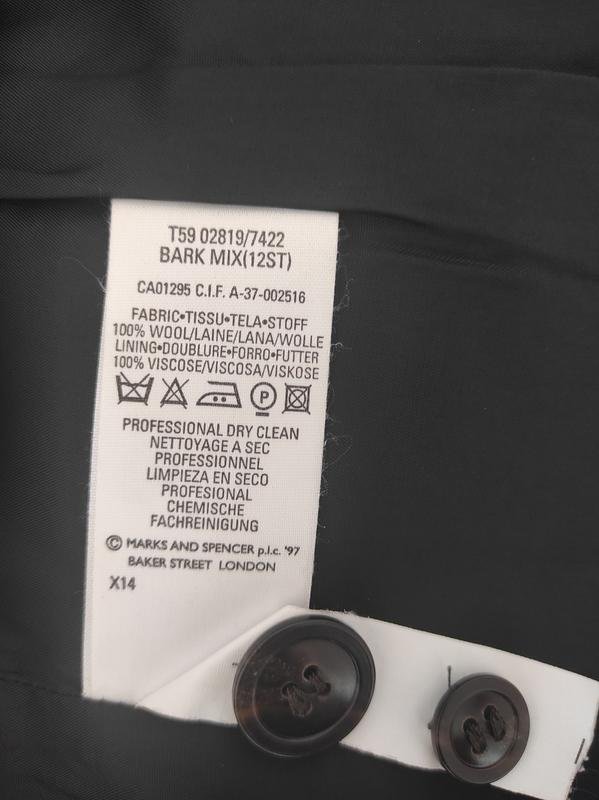 T59 02819/7422
BARK MIX(12ST)
CA01295 C.I.F. A-37-002516
FABRIC•TISSU•TELA•STOFF
100% WOOL/LAINE/LANA/WOLLE
LINING•DOUBLURE•FORRO•FUTTER
100% VISCOSE/VISCOSA/VISKOSE
P
PROFESSIONAL DRY CLEAN
NETTOYAGE A SEC
PROFESSIONNEL
LIMPIEZA EN SECO
PROFESIONAL
CHEMISCHE
FACHREINIGUNG
© MARKS AND SPENCER p.l.c. '97
BAKER STREET LONDON
X14